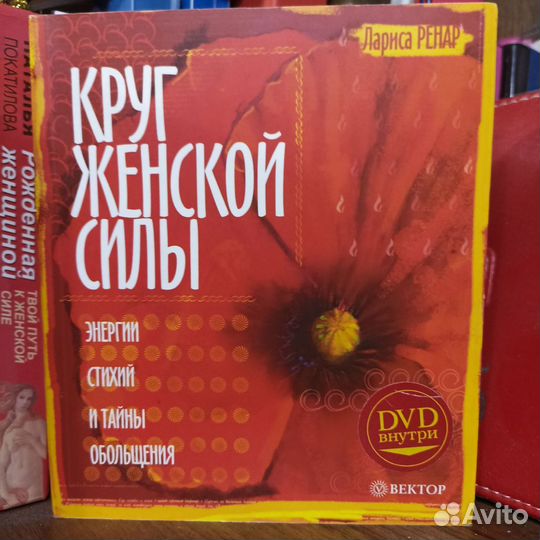 Лариса РЕНАР
КРУГ
ЖЕНСКОЙ
СИЛЫ
ЭНЕРГИИ
СТИХИЙ
И ТАЙНЫ
ОБОЛЬЩЕНИЯ
DVD
внутри
V ВЕКТОР
НАТАЛЬЯ
ПОКАТИЛОВА
Рожденная
женщиной
ТВОЙ ПУТЬ
К ЖЕНСКОЙ
СИЛЕ
Avito